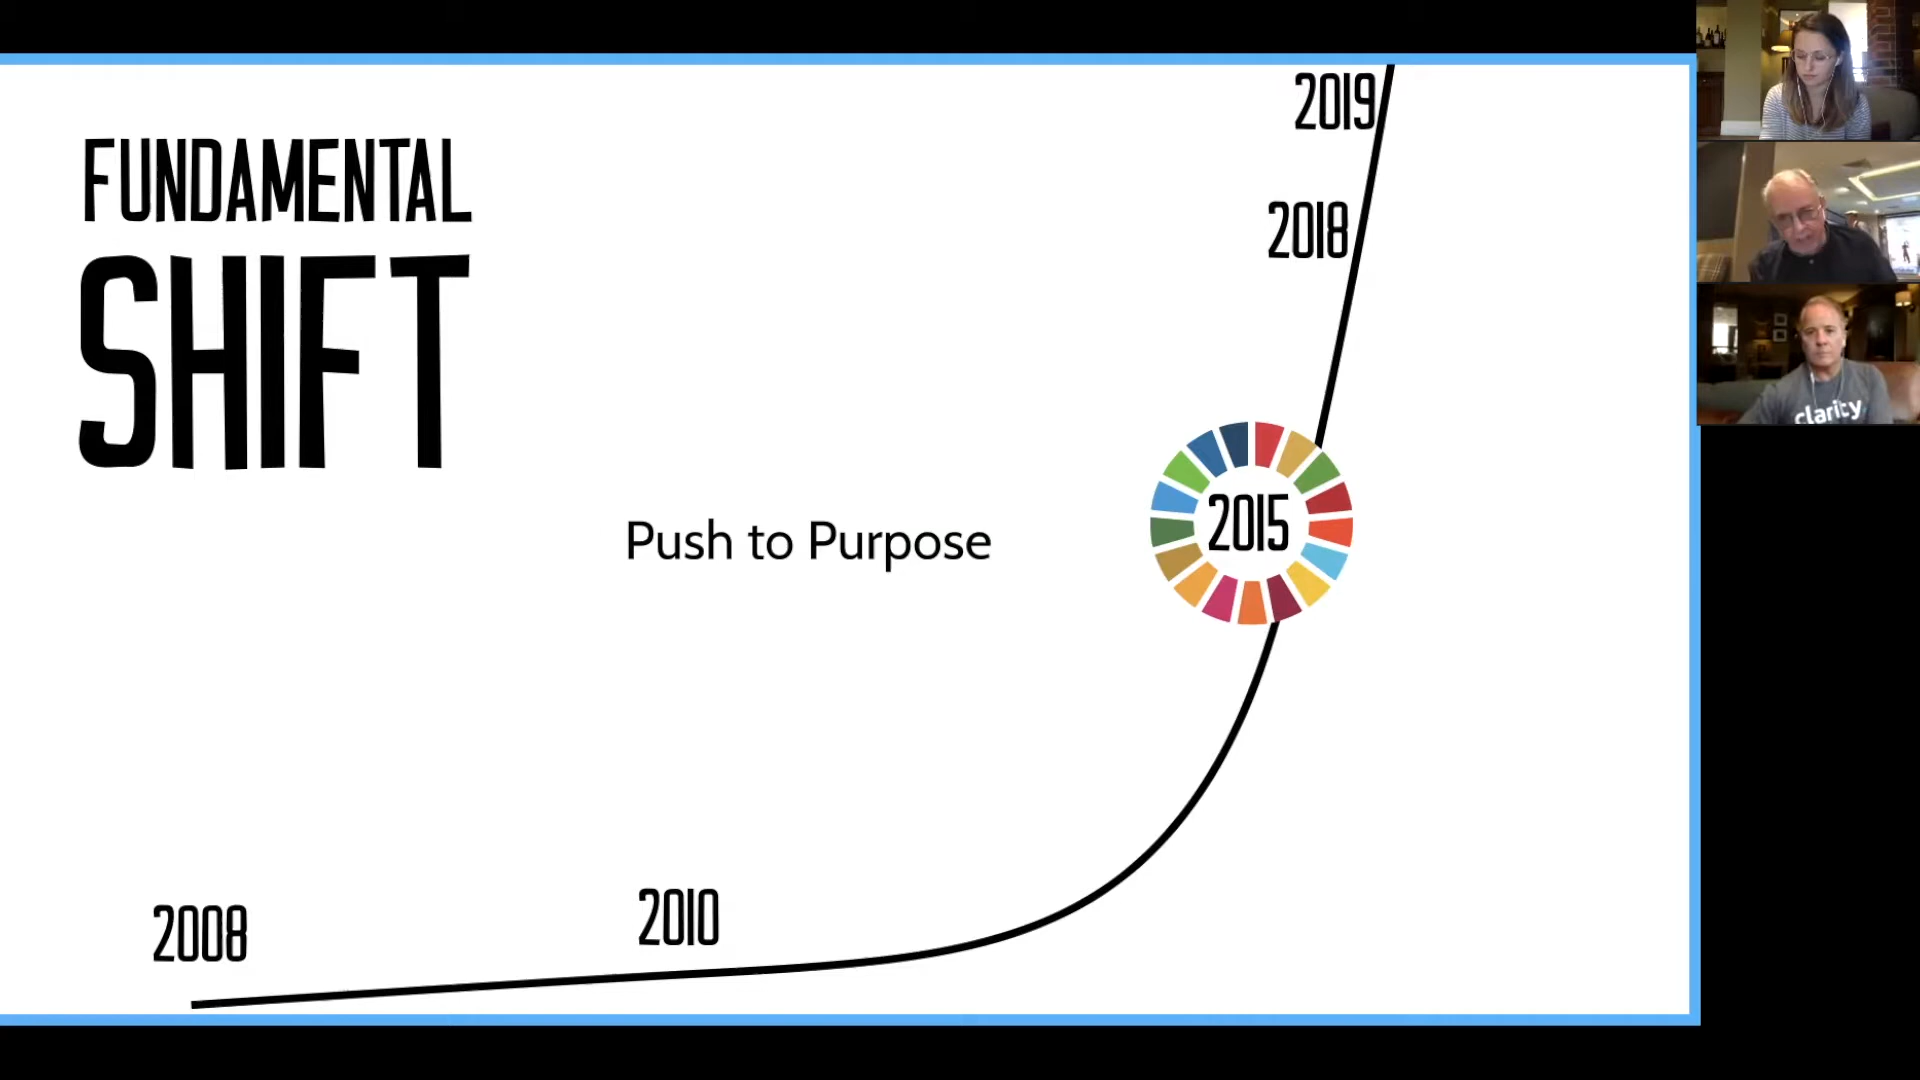 FUNDAMENTAL
SHIFT
2019
2018
2015
Push to Purpose
2010
2008
clarity